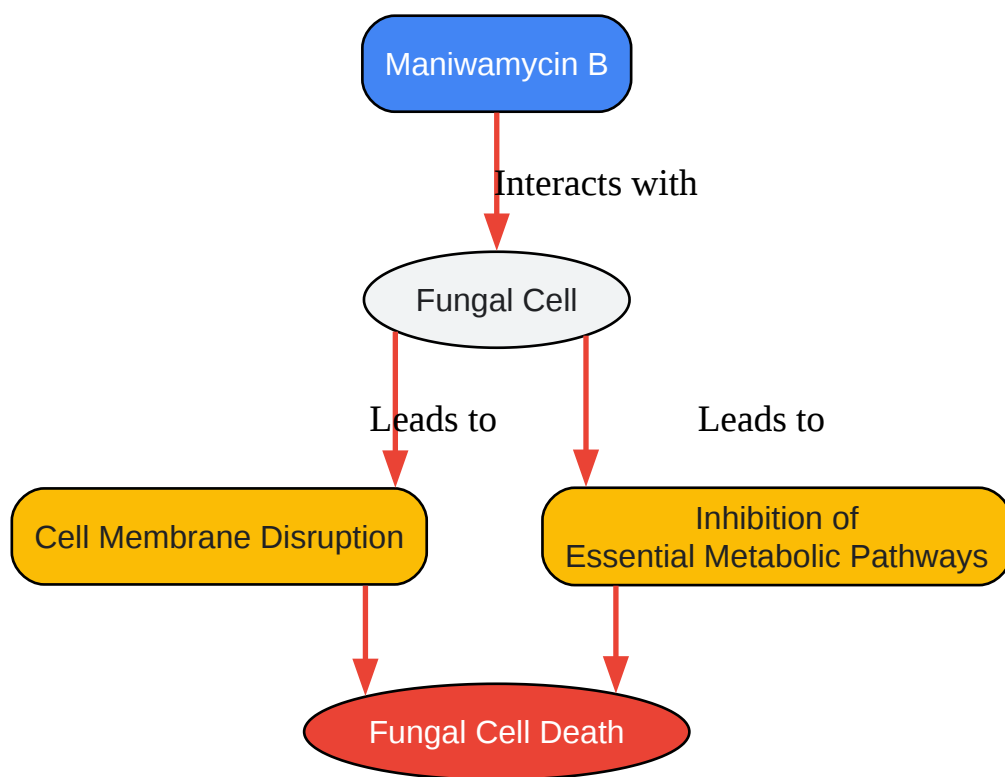 Maniwamycin B
Interacts with
Fungal Cell
Leads to
Leads to
Cell Membrane Disruption
Inhibition of
Essential Metabolic Pathways
Fungal Cell Death